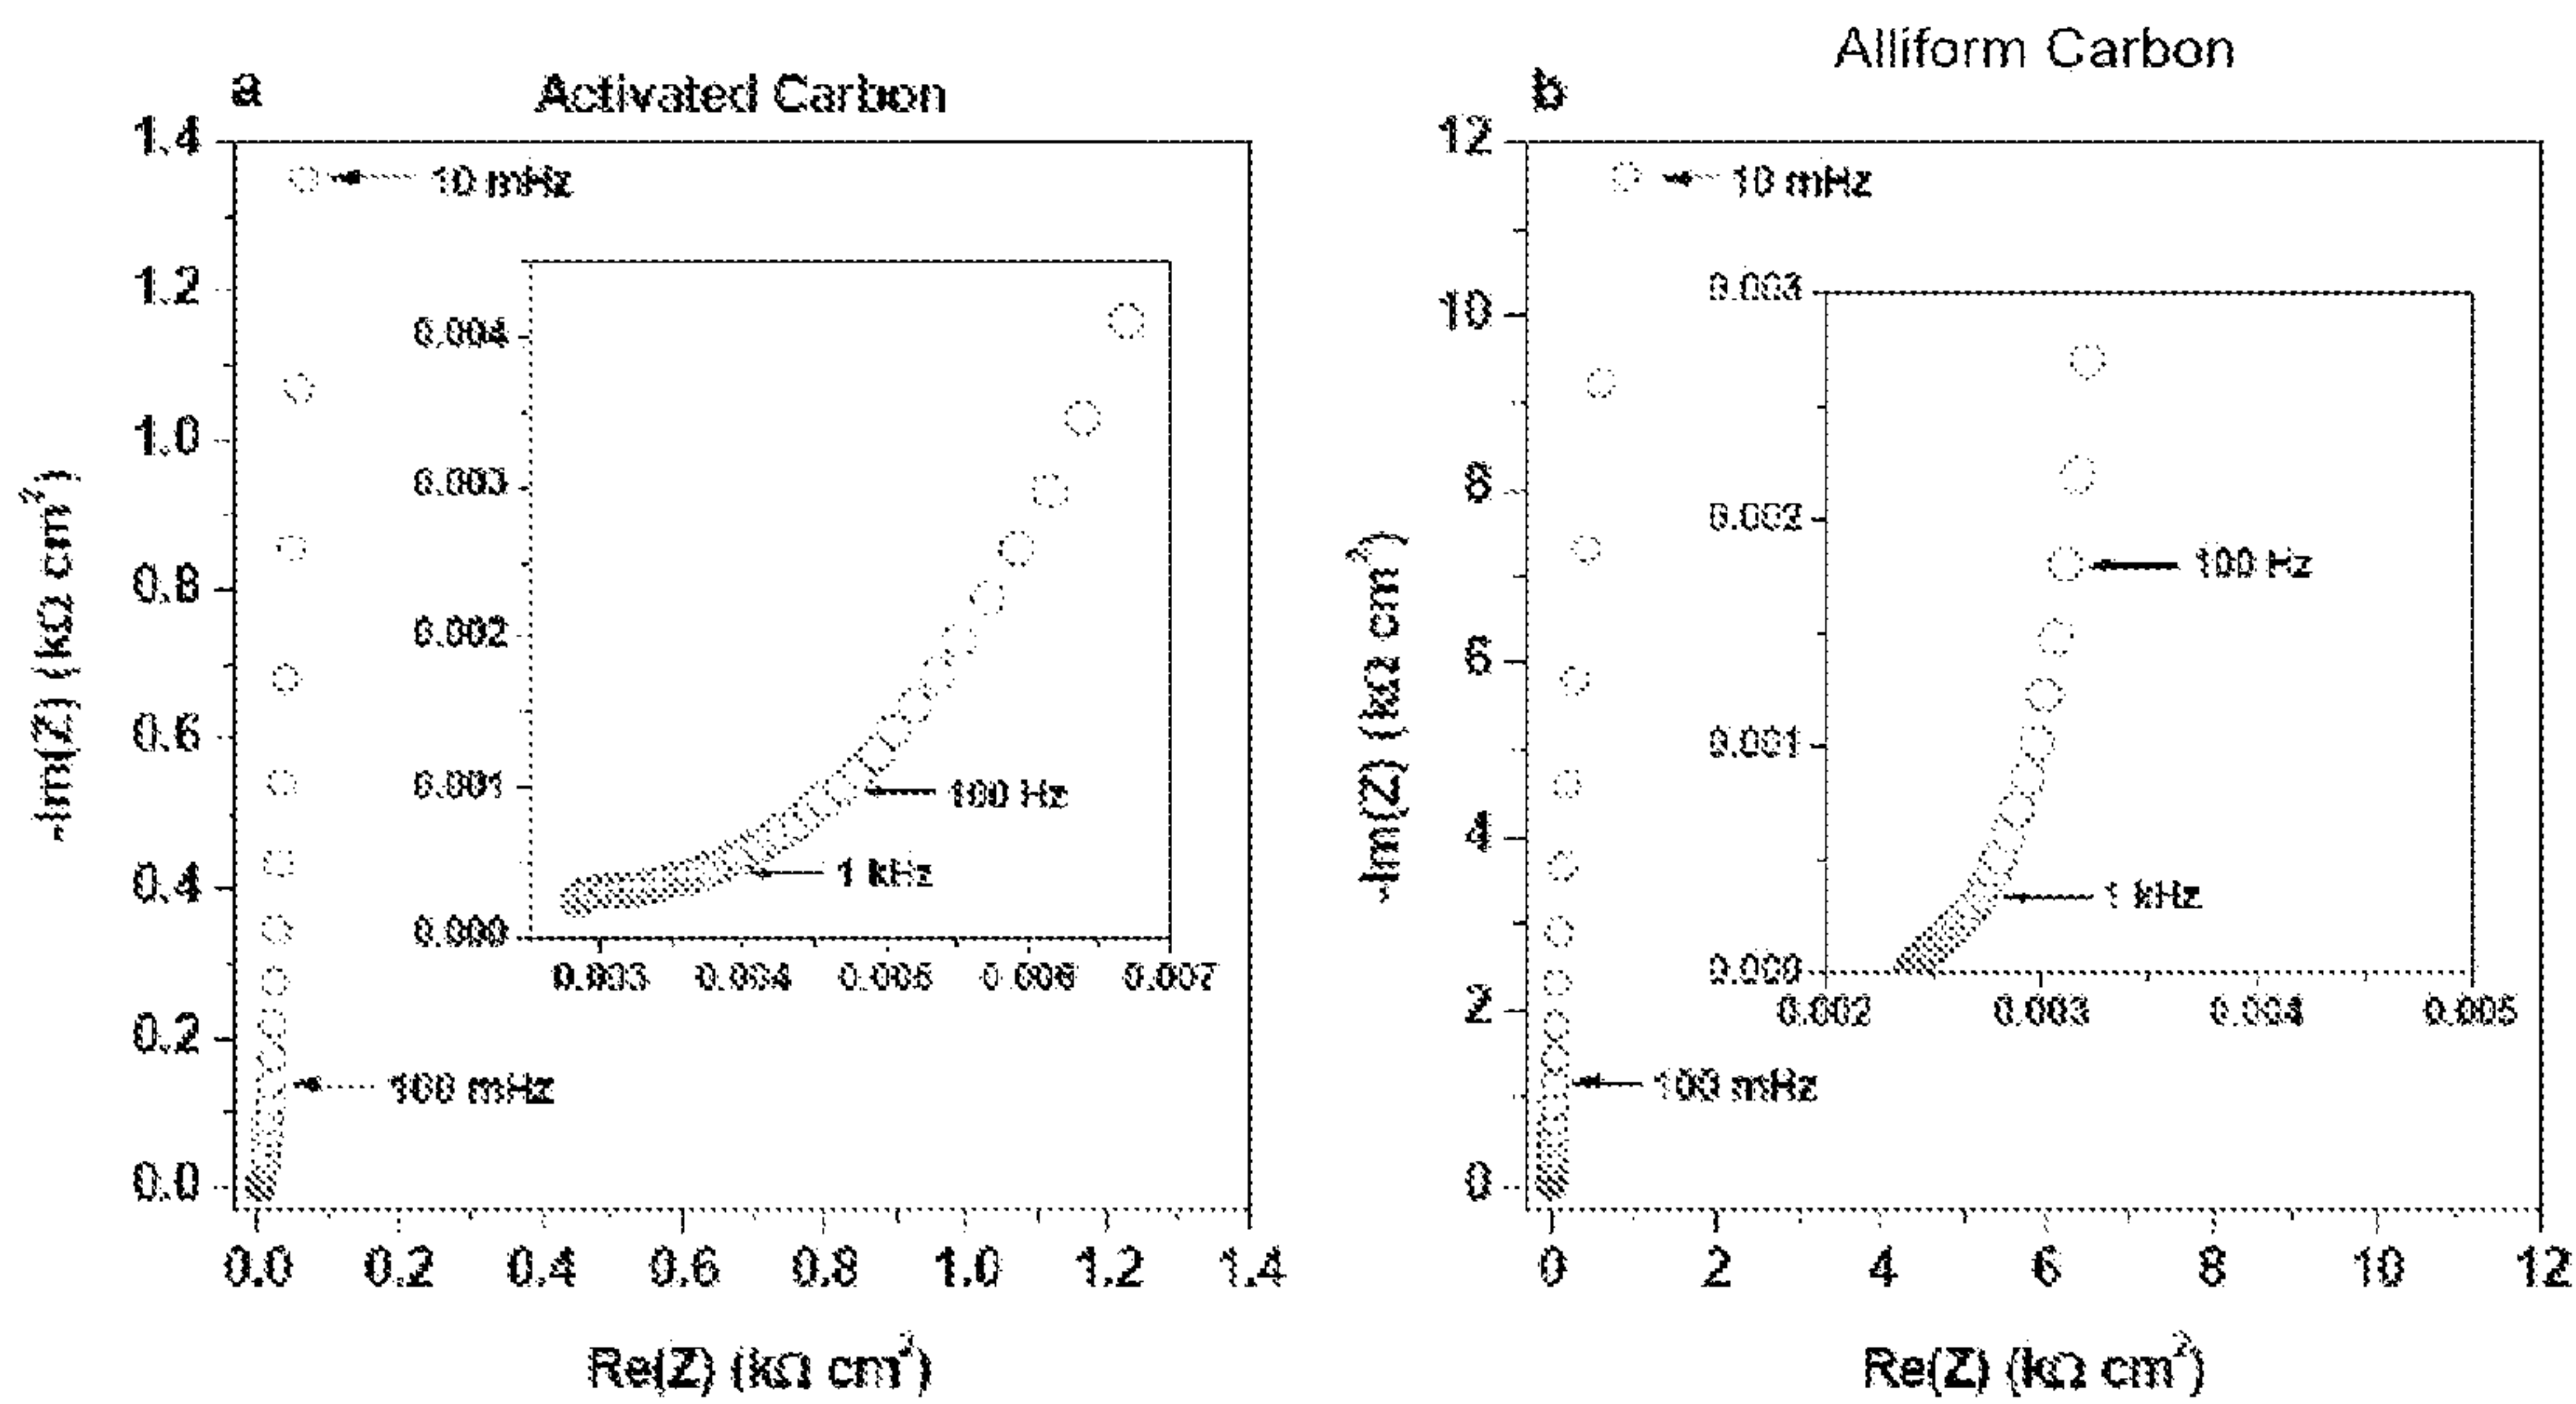 a
Activated Carbon
1.4
1.2
1.0
0.8
0.6
0.4
0.2
0.0
-Im(Z) (kΩ cm²)
10 mHz
100 mHz
0.004
0.003
0.002
0.001
0.000
100 Hz
1 kHz
0.003 0.004 0.005 0.006 0.007
0.0 0.2 0.4 0.6 0.8 1.0 1.2 1.4
Re(Z) (kΩ cm²)
b
Alliform Carbon
12
10
8
6
4
2
0
-Im(Z) (kΩ cm²)
10 mHz
100 mHz
0.003
0.002
0.001
0.000
100 Hz
1 kHz
0.002 0.003 0.004 0.005
0 2 4 6 8 10 12
Re(Z) (kΩ cm²)